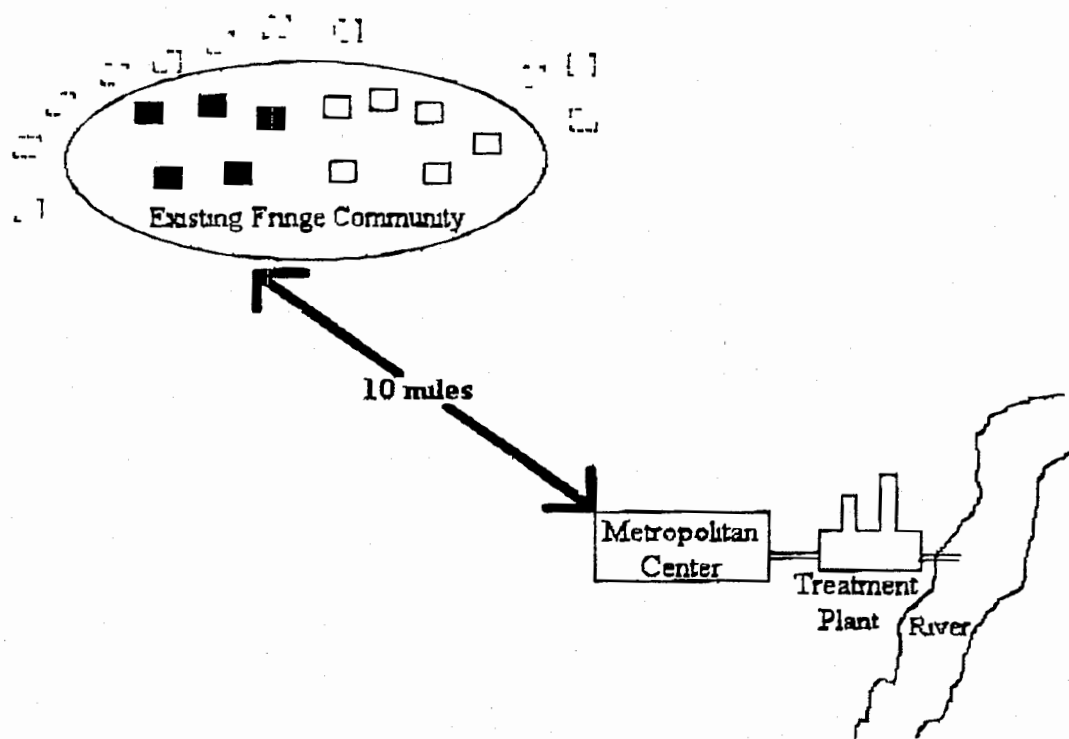 Existing Fringe Community
10 miles
Metropolitan
Center
Treatment
Plant
River